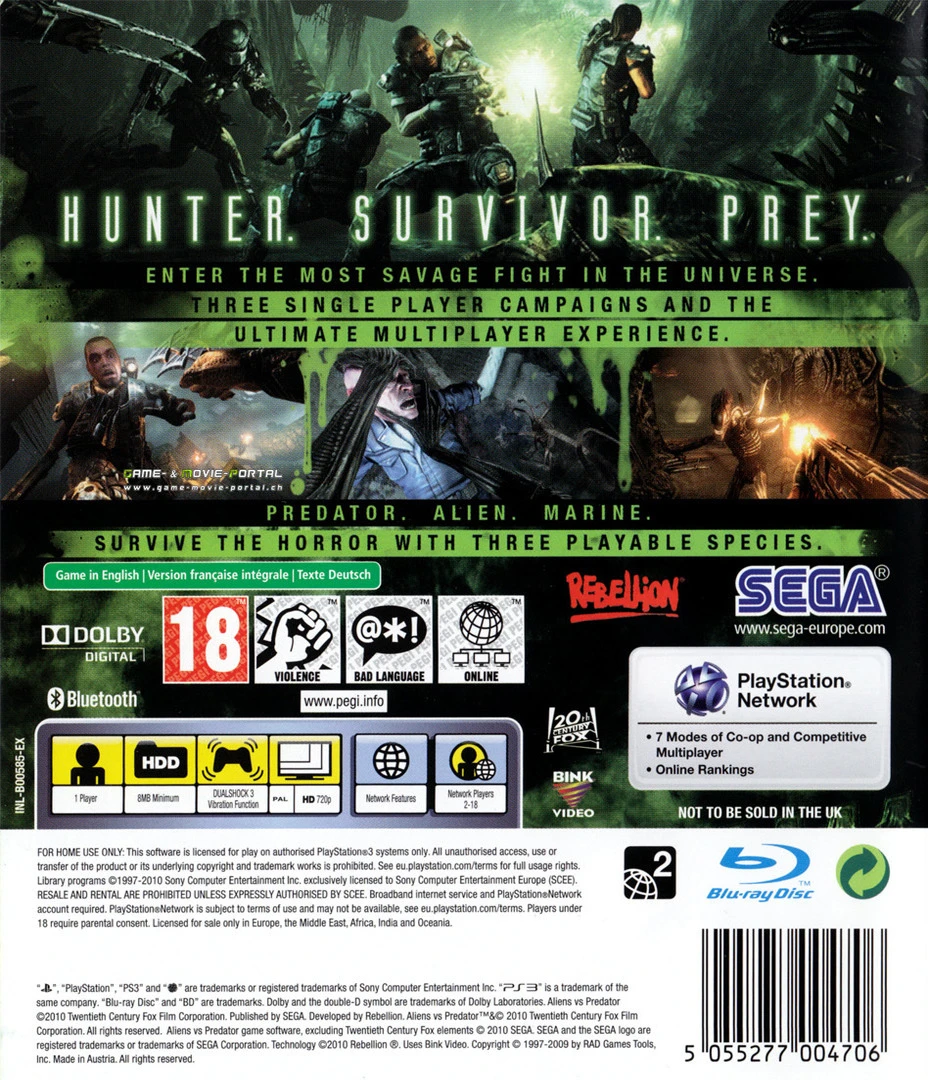 HUNTER. SURVIVOR. PREY.
ENTER THE MOST SAVAGE FIGHT IN THE UNIVERSE.
THREE SINGLE PLAYER CAMPAIGNS AND THE
ULTIMATE MULTIPLAYER EXPERIENCE.
GAME- & MOVIE-PORTAL
www.game-movie-portal.ch
PREDATOR. ALIEN. MARINE.
SURVIVE THE HORROR WITH THREE PLAYABLE SPECIES.
Game in English | Version française intégrale | Texte Deutsch
REBELLION
SEGA®
www.sega-europe.com
DOLBY
DIGITAL
18
VIOLENCE
@*!
BAD LANGUAGE
ONLINE
www.pegi.info
Bluetooth™
PlayStation®
Network
• 7 Modes of Co-op and Competitive
Multiplayer
• Online Rankings
20th
CENTURY
FOX
BINK
VIDEO
NOT TO BE SOLD IN THE UK
INL-B00585-EX
HDD
1 Player
8MB Minimum
DUALSHOCK 3
Vibration Function
PAL
HD 720p
Network Features
Network Players
2-18
FOR HOME USE ONLY: This software is licensed for play on authorised PlayStation®3 systems only. All unauthorised access, use or
transfer of the product or its underlying copyright and trademark works is prohibited. See eu.playstation.com/terms for full usage rights.
Library programs ©1997-2010 Sony Computer Entertainment Inc. exclusively licensed to Sony Computer Entertainment Europe (SCEE).
RESALE AND RENTAL ARE PROHIBITED UNLESS EXPRESSLY AUTHORISED BY SCEE. Broadband internet service and PlayStation®Network
account required. PlayStation®Network is subject to terms of use and may not be available, see eu.playstation.com/terms. Players under
18 require parental consent. Licensed for sale only in Europe, the Middle East, Africa, India and Oceania.
2
Blu-ray Disc™
“ ”, “PlayStation”, “PS3” and “ ” are trademarks or registered trademarks of Sony Computer Entertainment Inc. “PS3” is a trademark of the
same company. “Blu-ray Disc” and “BD” are trademarks. Dolby and the double-D symbol are trademarks of Dolby Laboratories. Aliens vs Predator
©2010 Twentieth Century Fox Film Corporation. Published by SEGA. Developed by Rebellion. Aliens vs Predator™&© 2010 Twentieth Century Fox Film
Corporation. All rights reserved. Aliens vs Predator game software, excluding Twentieth Century Fox elements © 2010 SEGA. SEGA and the SEGA logo are
registered trademarks or trademarks of SEGA Corporation. Technology ©2010 Rebellion ®. Uses Bink Video. Copyright © 1997-2009 by RAD Games Tools,
Inc. Made in Austria. All rights reserved.
5 055277 004706